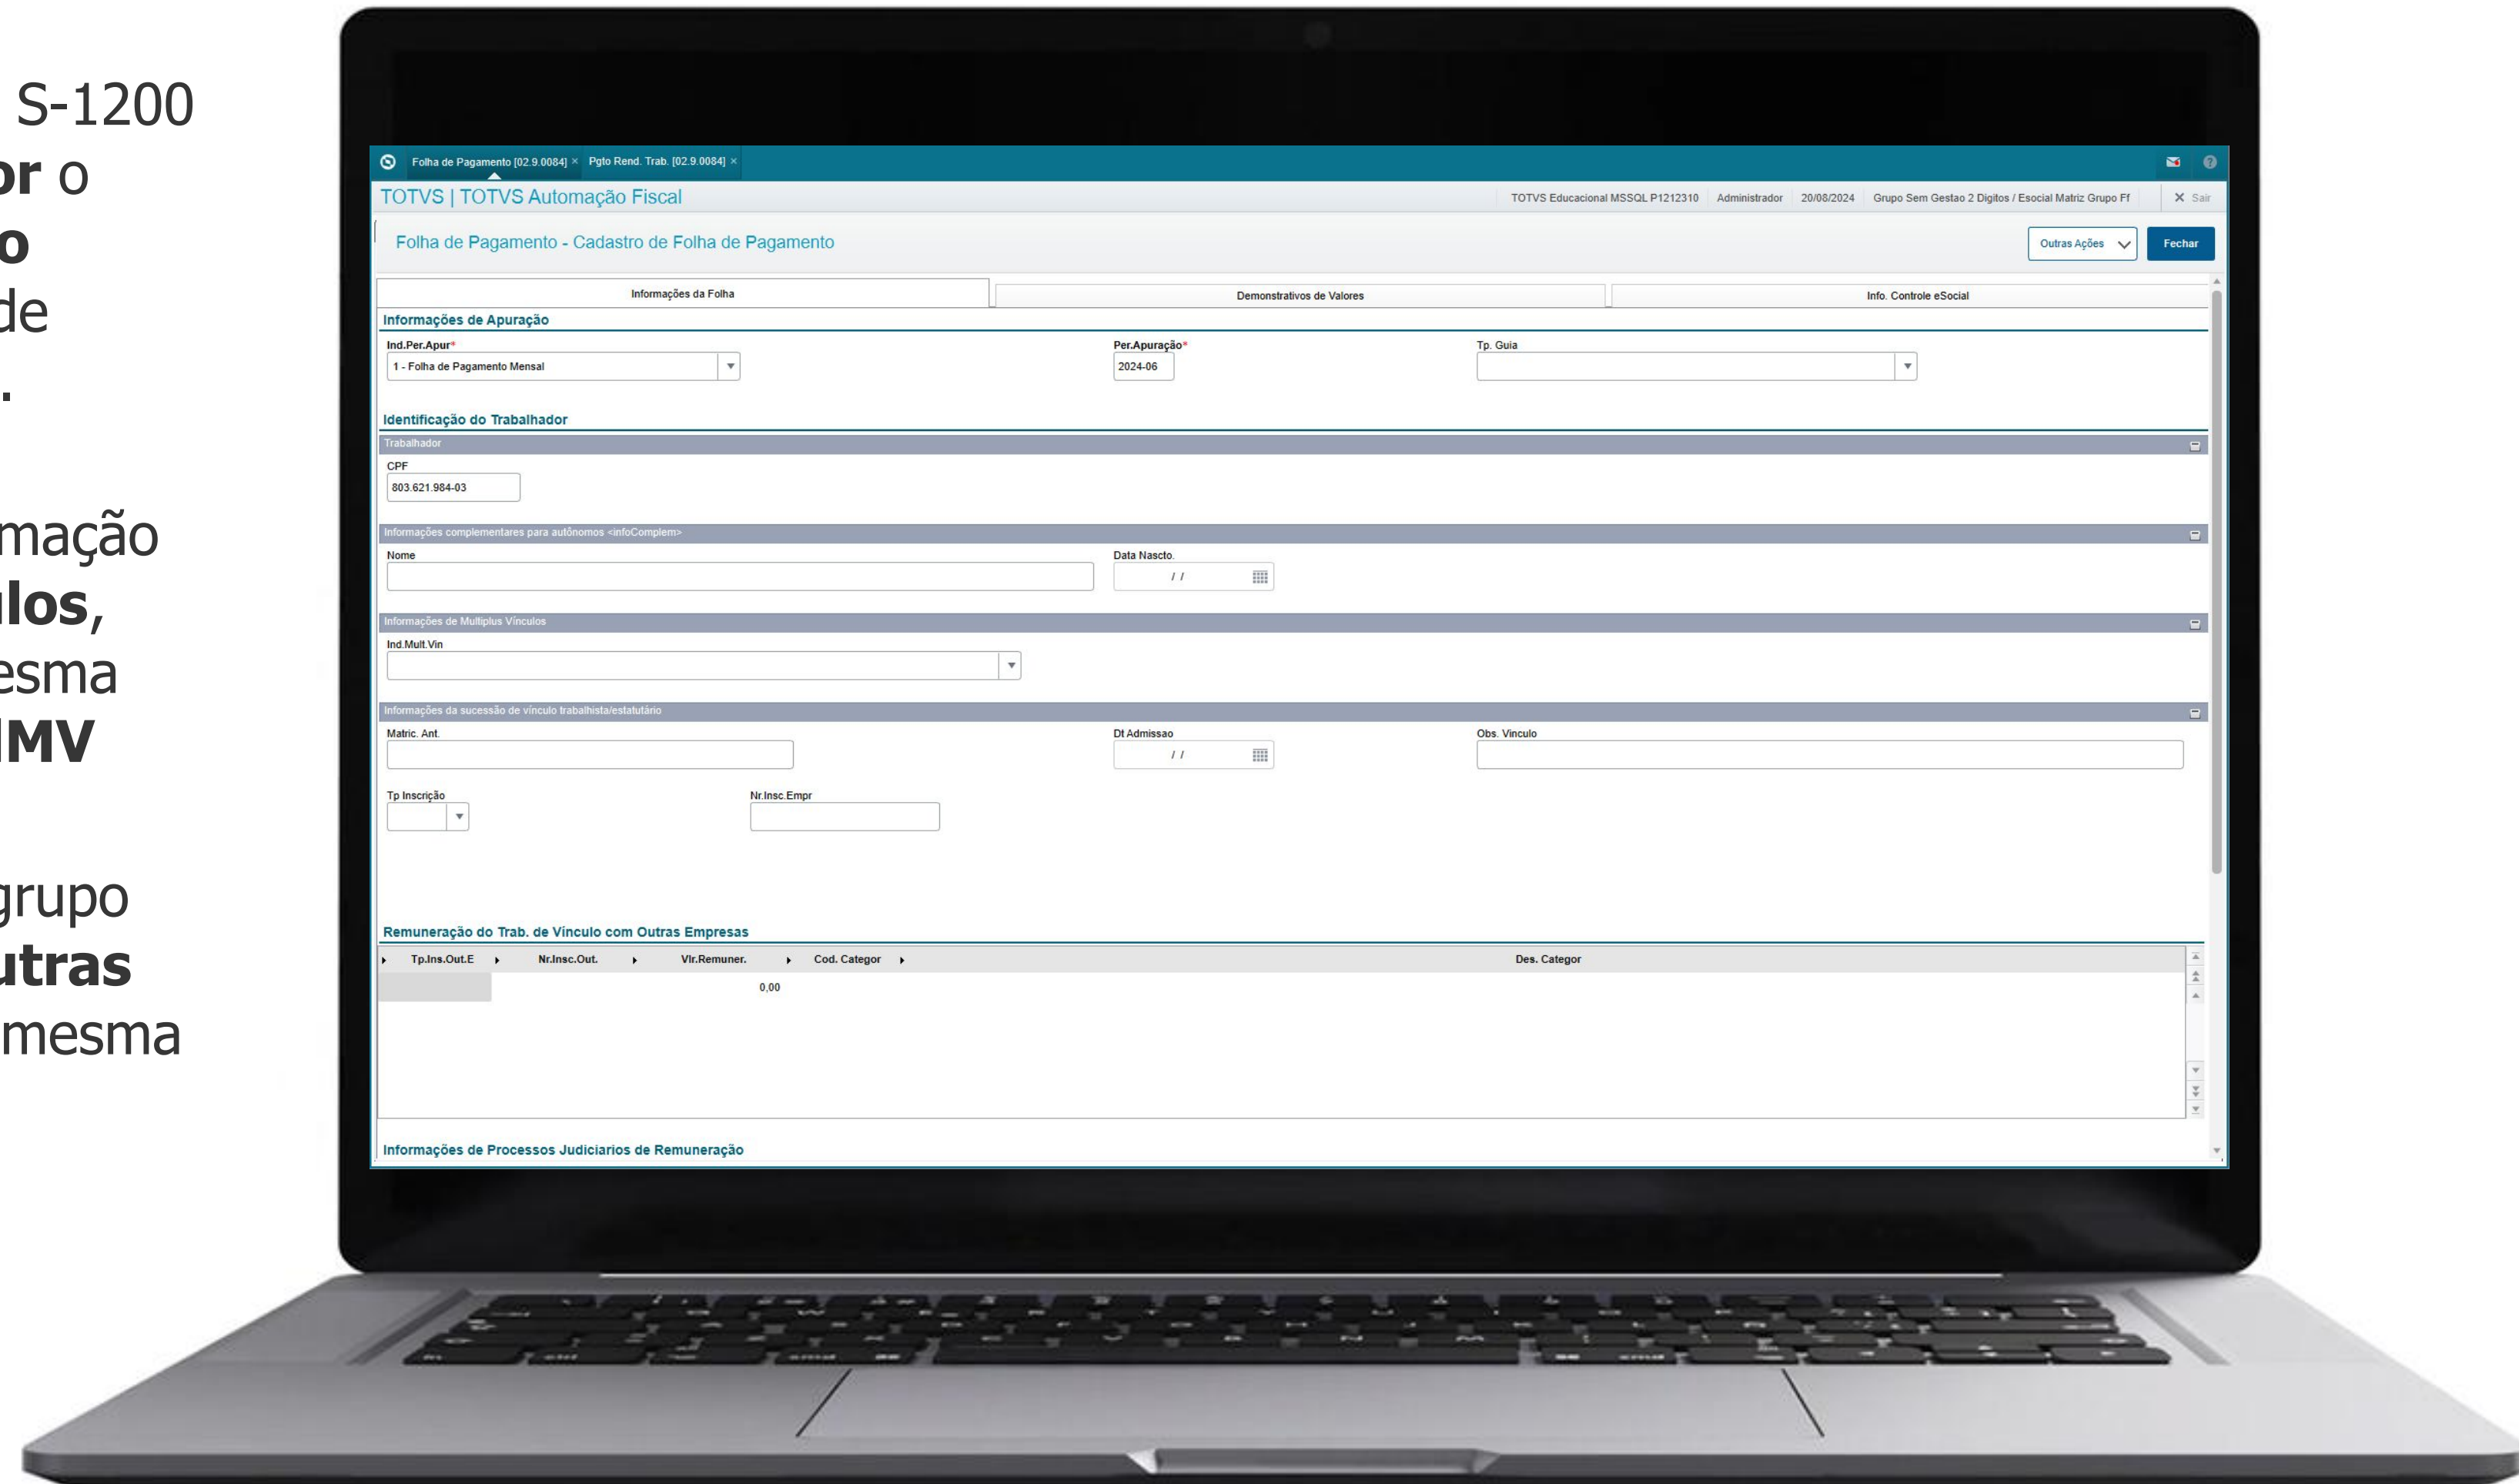 S-1200
or o
o
de
.
mação
ulos,
esma
IMV
grupo
utras
mesma
Folha de Pagamento [02.9.0084] × Pgto Rend. Trab. [02.9.0084] ×
TOTVS | TOTVS Automação Fiscal
TOTVS Educacional MSSQL P1212310 Administrador 20/08/2024 Grupo Sem Gestao 2 Digitos / Esocial Matriz Grupo Ff × Sair
Folha de Pagamento - Cadastro de Folha de Pagamento
Outras Ações Fechar
Informações da Folha Demonstrativos de Valores Info. Controle eSocial
Informações de Apuração
Ind.Per.Apur* Per.Apuração* Tp. Guia
1 - Folha de Pagamento Mensal 2024-06
Identificação do Trabalhador
Trabalhador
CPF
803.621.984-03
Informações complementares para autônomos <infoComplem>
Nome Data Nascto.
/ /
Informações de Multiplus Vínculos
Ind.Mult.Vin
Informações da sucessão de vínculo trabalhista/estatutário
Matric. Ant. Dt Admissao Obs. Vinculo
/ /
Tp Inscrição Nr.Insc.Empr
Remuneração do Trab. de Vínculo com Outras Empresas
Tp.Ins.Out.E Nr.Insc.Out. Vlr.Remuner. Cod. Categor Des. Categor
0,00
Informações de Processos Judiciarios de Remuneração